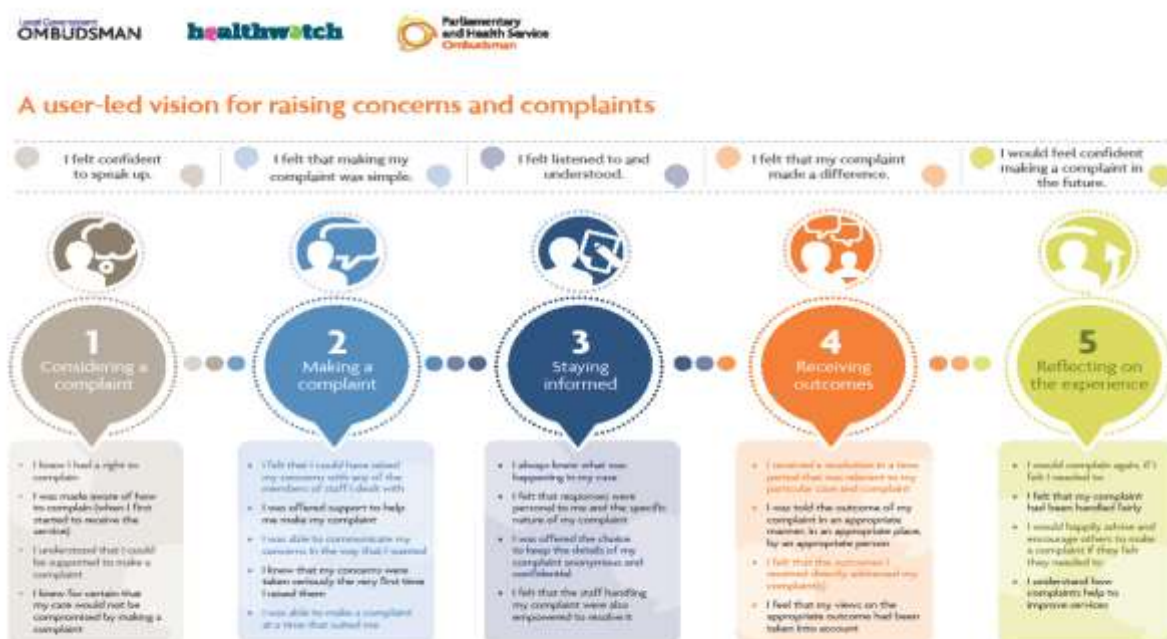 Local Government
OMBUDSMAN
healthwatch
Parliamentary
and Health Service
Ombudsman
A user-led vision for raising concerns and complaints
I felt confident
to speak up.
I felt that making my
complaint was simple.
I felt listened to and
understood.
I felt that my complaint
made a difference.
I would feel confident
making a complaint in
the future.
1
Considering a
complaint
2
Making a
complaint
3
Staying
informed
4
Receiving
outcomes
5
Reflecting on
the experience
I knew I had a right to
complain
I was made aware of how
to complain (when I first
started to receive the
service)
I understood that I could
be supported to make a
complaint
I knew for certain that
my care would not be
compromised by making a
complaint
I felt that I could have raised
my concerns with any of the
members of staff I dealt with
I was offered support to help
me make my complaint
I was able to communicate my
concerns in the way that I wanted
I knew that my concerns were
taken seriously the very first time
I raised them
I was able to make a complaint
at a time that suited me
I always knew what was
happening in my case
I felt that responses were
personal to me and the specific
nature of my complaint
I was offered the choice
to keep the details of my
complaint anonymous and
confidential
I felt that the staff handling
my complaint were also
empowered to resolve it
I received a resolution in a time
period that was relevant to my
particular case and complaint
I was told the outcome of my
complaint in an appropriate
manner, in an appropriate place,
by an appropriate person
I felt that the outcomes I
received directly addressed my
complaint(s)
I feel that my views on the
appropriate outcome had been
taken into account
I would complain again, if I
felt I needed to
I felt that my complaint
had been handled fairly
I would happily advise and
encourage others to make
a complaint if they felt
they needed to
I understand how
complaints help to
improve services